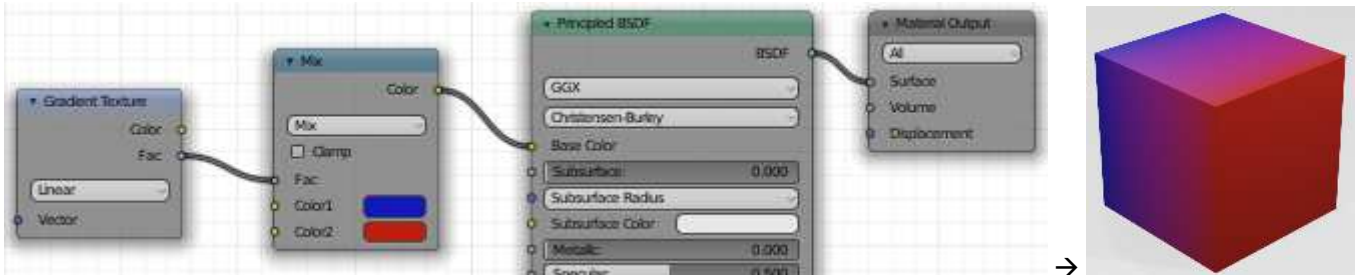 Gradient Texture
Color
Fac
Linear
Vector
Mix
Color
Mix
Clamp
Fac
Color1
Color2
Principled BSDF
BSDF
GGX
Christensen-Burley
Base Color
Subsurface: 0.000
Subsurface Radius
Subsurface Color
Metallic: 0.000
Specular: 0.500
Material Output
All
Surface
Volume
Displacement
→